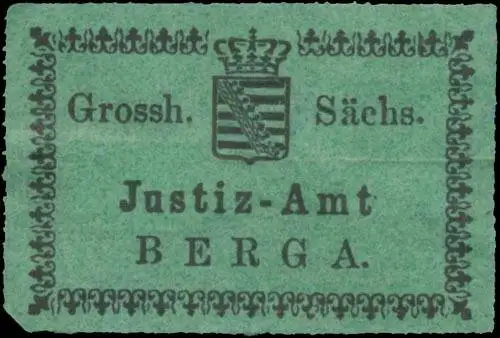 Grossh. Sächs.
Justiz-Amt
BERGA.